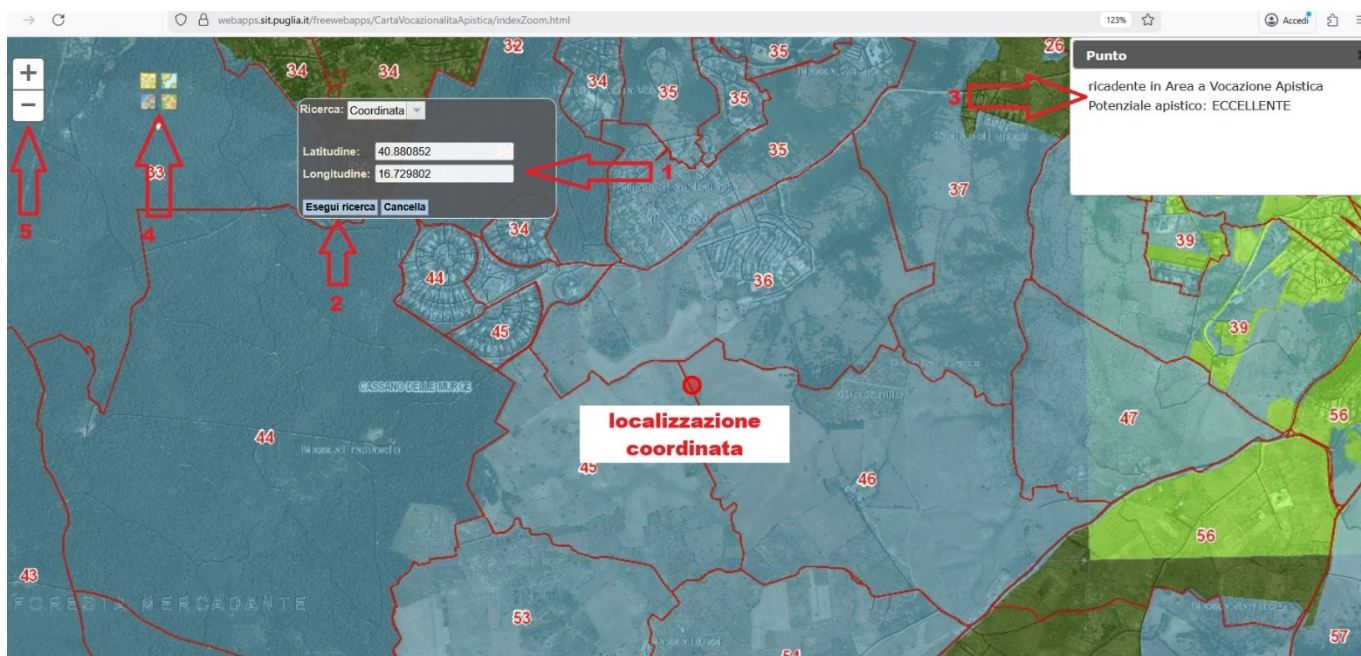 webapps.sit.puglia.it/freewebapps/CartaVocazionalitaApistica/indexZoom.html
123%
Accedi
32
26
34
34
35
34
35
35
Punto
ricadente in Area a Vocazione Apistica
Potenziale apistico: ECCELLENTE
3
Ricerca: Coordinata
Latitudine: 40.880852
Longitudine: 16.729802
Esegui ricerca Cancella
1
35
37
33
5
4
2
34
44
36
39
45
39
CASSANO DELLE MURGE
localizzazione
coordinata
47
56
44
45
46
56
43
FORESTA MERCADANTE
53
54
57